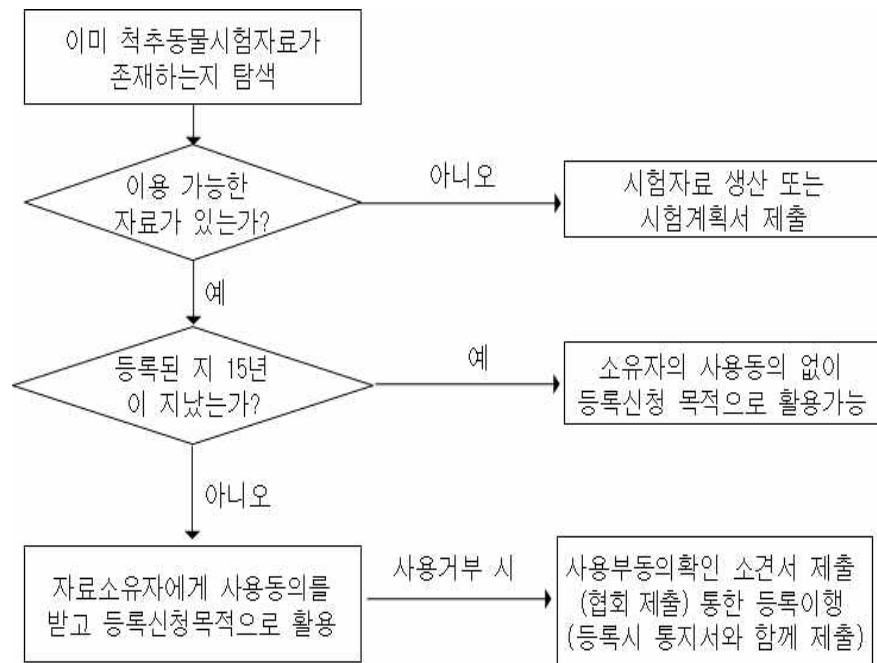 이미 척추동물시험자료가
존재하는지 탐색
이용 가능한
자료가 있는가?
아니오
시험자료 생산 또는
시험계획서 제출
예
등록된 지 15년
이 지났는가?
예
소유자의 사용동의 없이
등록신청 목적으로 활용가능
아니오
자료소유자에게 사용동의를
받고 등록신청목적으로 활용
사용거부 시
사용부동의확인 소견서 제출
(협회 제출) 통한 등록이행
(등록시 통지서와 함께 제출)